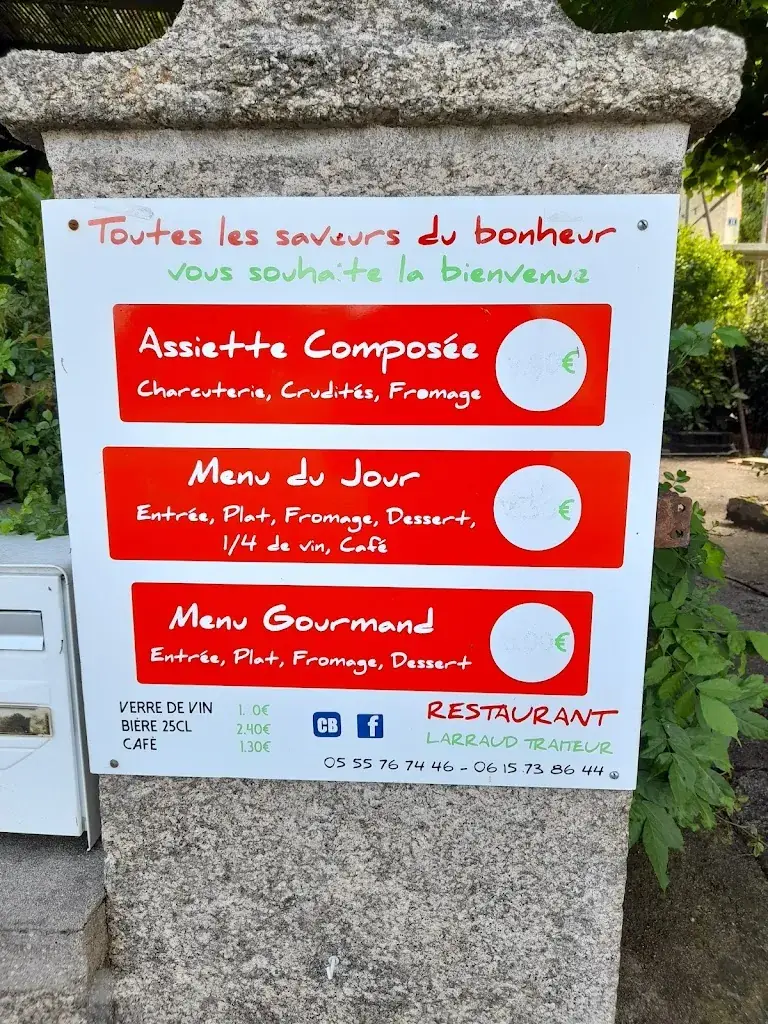 Toutes les saveurs du bonheur
vous souhaite la bienvenue
Assiette Composée
€
Charcuterie, Crudités, Fromage
Menu du Jour
€
Entrée, Plat, Fromage, Dessert,
1/4 de vin, Café
Menu Gourmand
€
Entrée, Plat, Fromage, Dessert
VERRE DE VIN
BIÈRE 25CL 2.40€
CAFÉ 1.30€
CB f
RESTAURANT
LARRAUD TRAITEUR
05 55 76 74 46 - 06 15 73 86 44